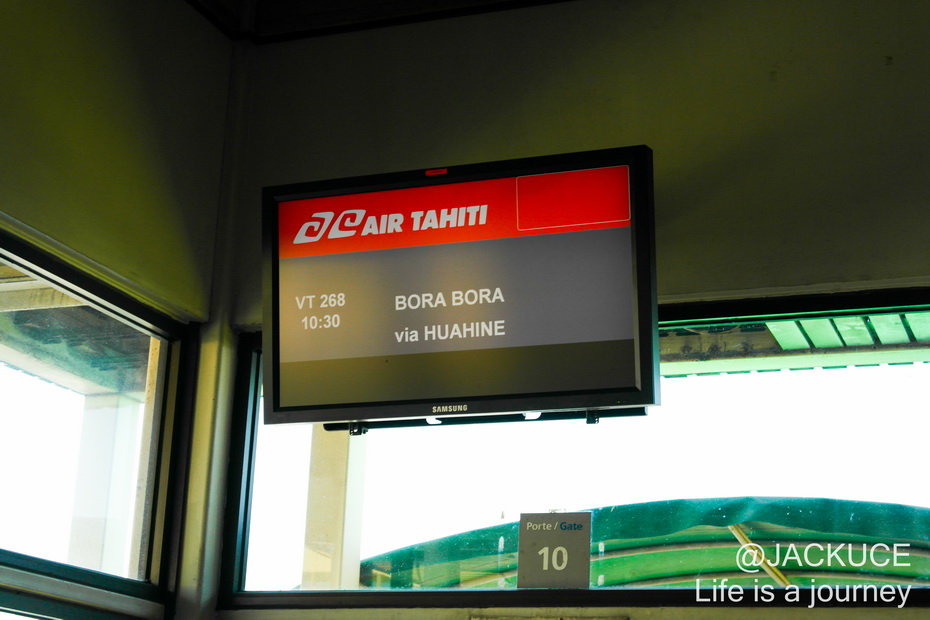 AIR TAHITI
VT 268
10:30
BORA BORA
via HUAHINE
SAMSUNG
Porte / Gate
10
@JACKUCE
Life is a journey